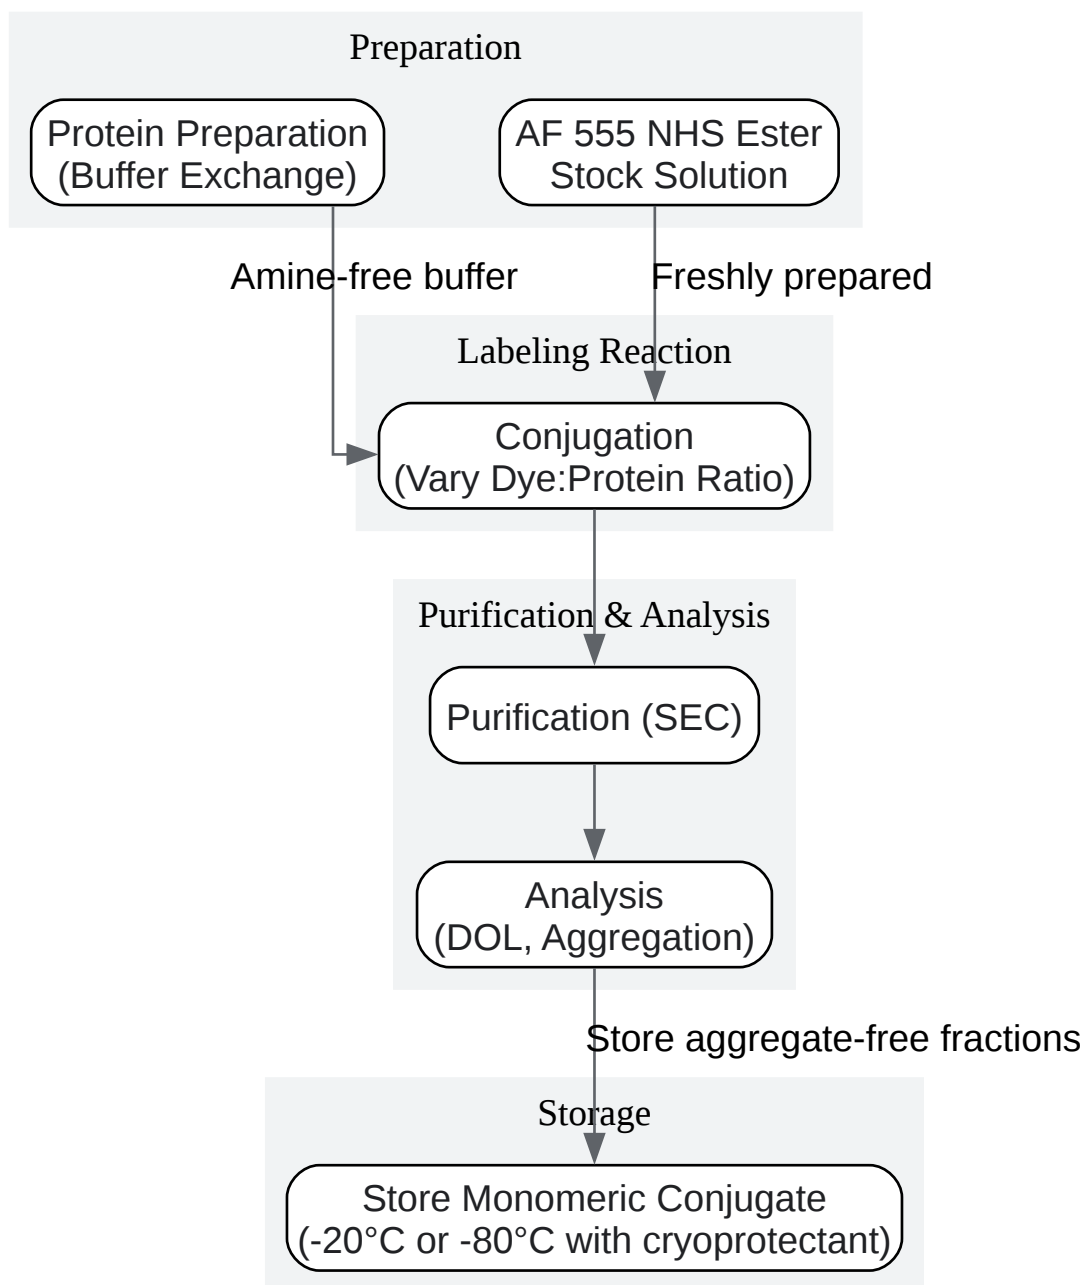 Preparation
Protein Preparation
(Buffer Exchange)
AF 555 NHS Ester
Stock Solution
Amine-free buffer
Freshly prepared
Labeling Reaction
Conjugation
(Vary Dye:Protein Ratio)
Purification & Analysis
Purification (SEC)
Analysis
(DOL, Aggregation)
Store aggregate-free fractions
Storage
Store Monomeric Conjugate
(-20°C or -80°C with cryoprotectant)